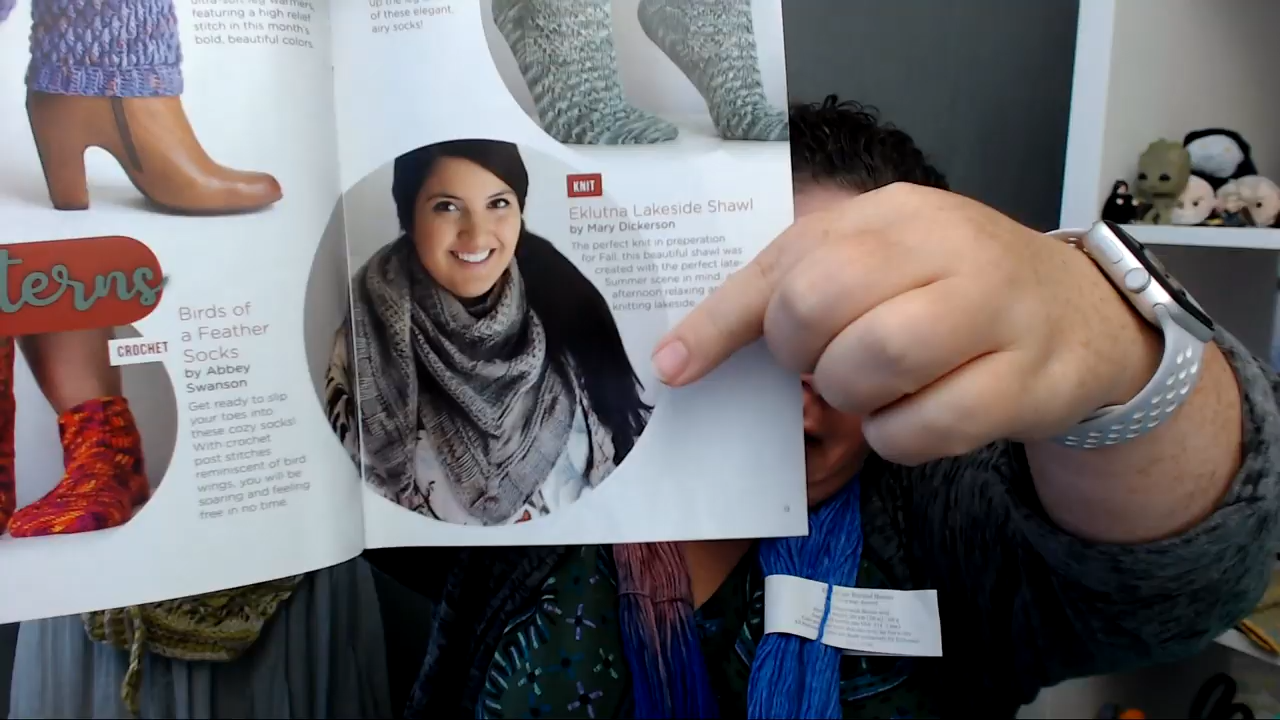 ultra-soft leg warmers,
featuring a high relief
stitch in this month's
bold, beautiful colors.
up the leg
of these elegant,
airy socks!
KNIT
Eklutna Lakeside Shawl
by Mary Dickerson
The perfect knit in preperation
for Fall, this beautiful shawl was
created with the perfect late-
Summer scene in mind,
afternoon relaxing
knitting lakeside.
terns
CROCHET
Birds of
a Feather
Socks
by Abbey
Swanson
Get ready to slip
your toes into
these cozy socks!
With crochet
post stitches
reminiscent of bird
wings, you will be
soaring and feeling
free in no time.